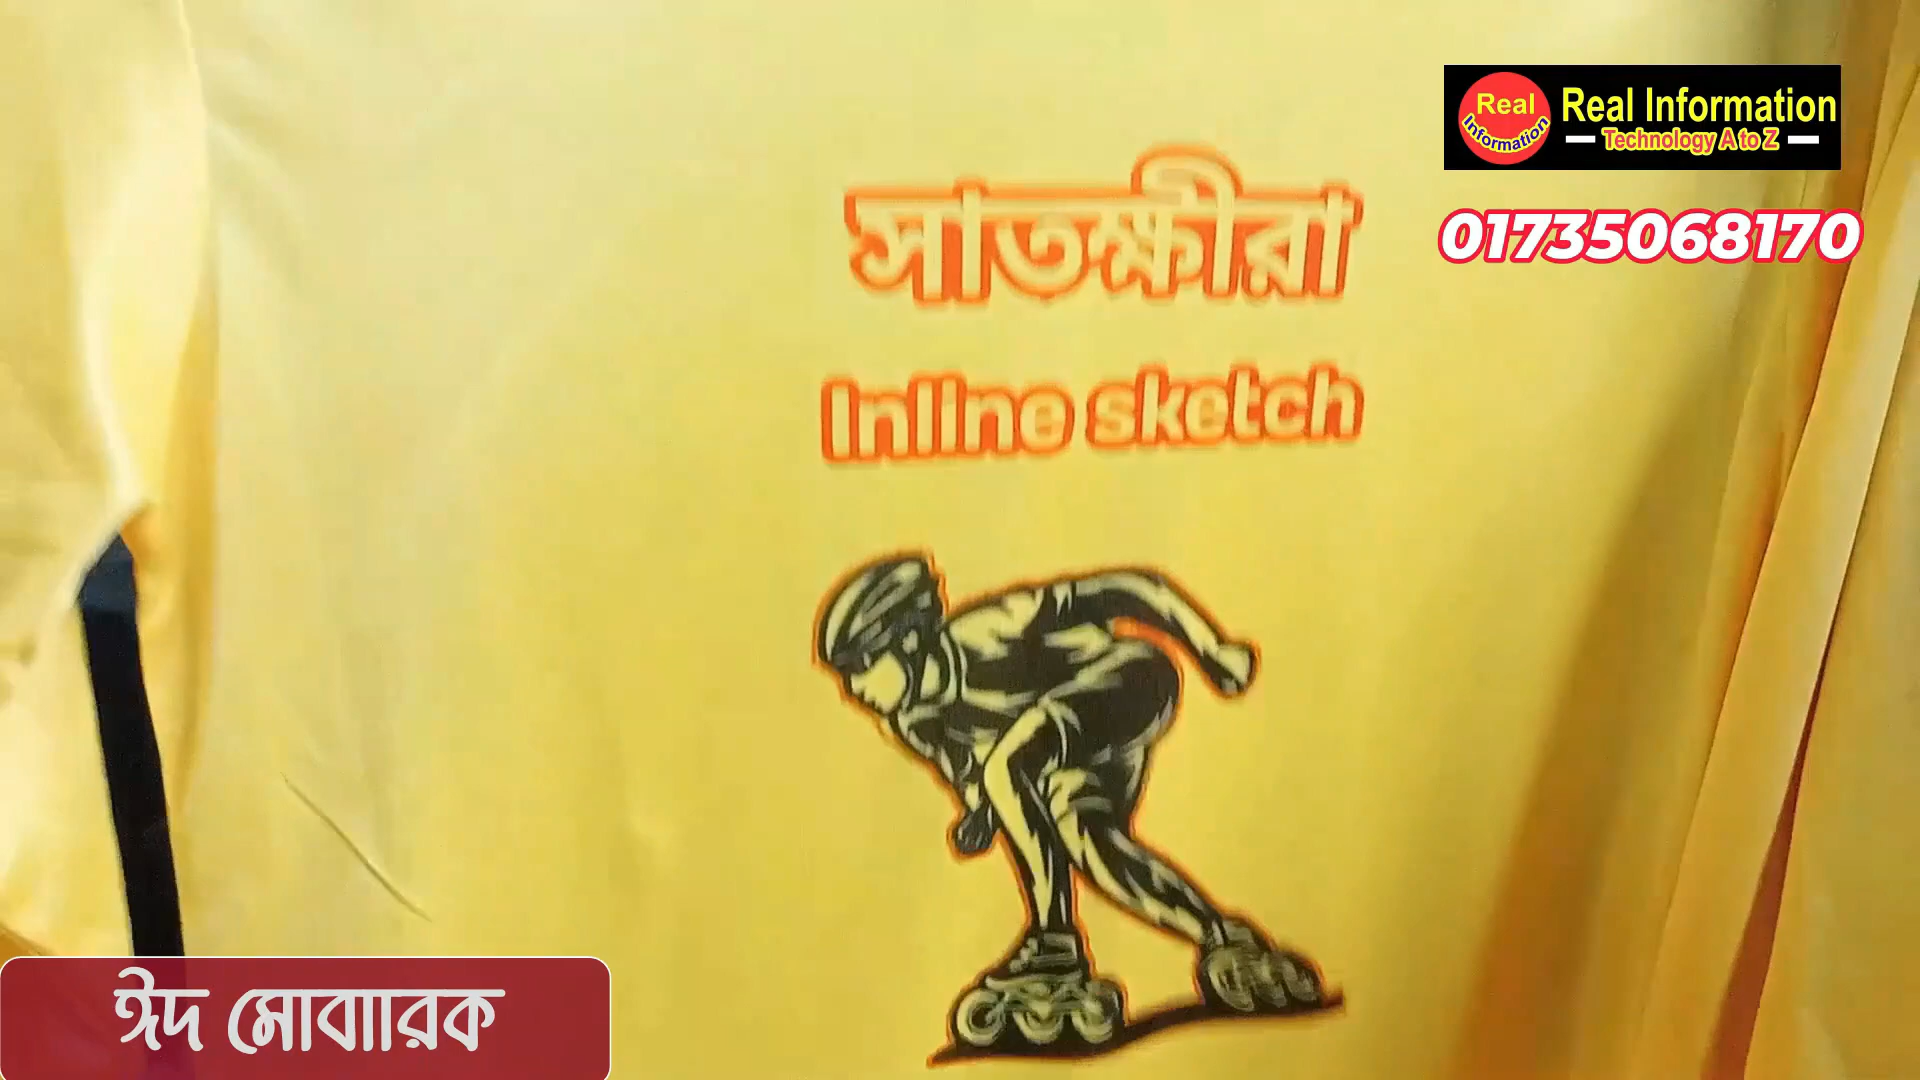 Real
Information
Real Information
Technology A to Z
01735068170
সাতক্ষীরা
Inline sketch
ঈদ মোবাারক